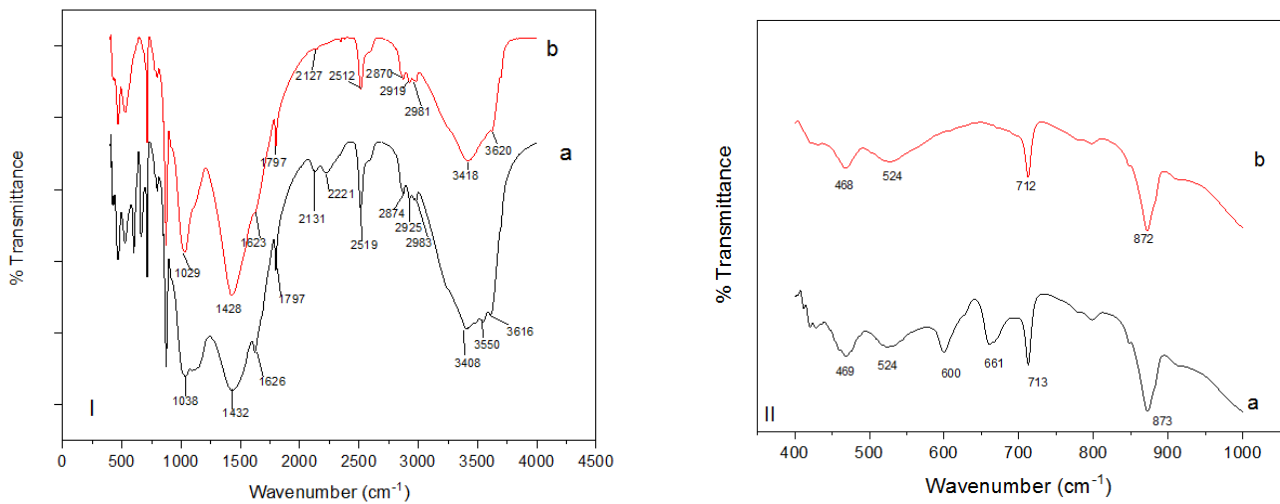 % Transmittance
b
2127
2512
2870
2919
2981
a
1797
3418
3620
2221
2131
2874
2925
2983
1623
2519
1029
1797
1428
3616
3550
3408
1626
1038
1432
I
0 500 1000 1500 2000 2500 3000 3500 4000 4500
Wavenumber (cm⁻¹)
% Transmittance
b
468
524
712
872
469
524
600
661
713
873
a
II
400 500 600 700 800 900 1000
Wavenumber (cm⁻¹)